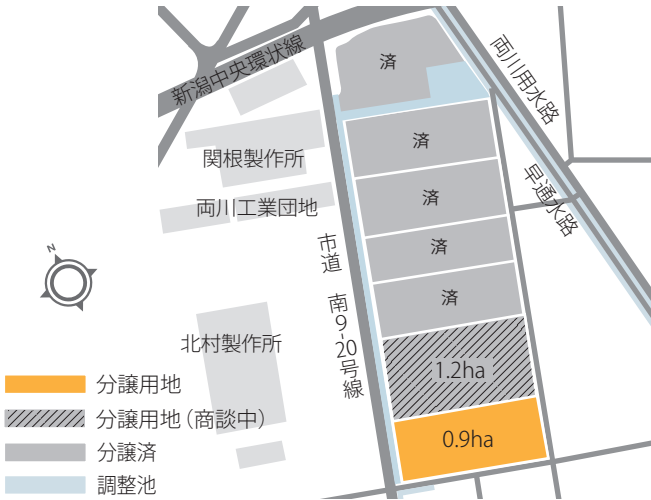 新潟中央環状線
済
両川用水路
済
関根製作所
早通水路
両川工業団地
済
市道 南9-20号線
済
N
済
北村製作所
1.2ha
分譲用地
分譲用地(商談中)
0.9ha
分譲済
調整池